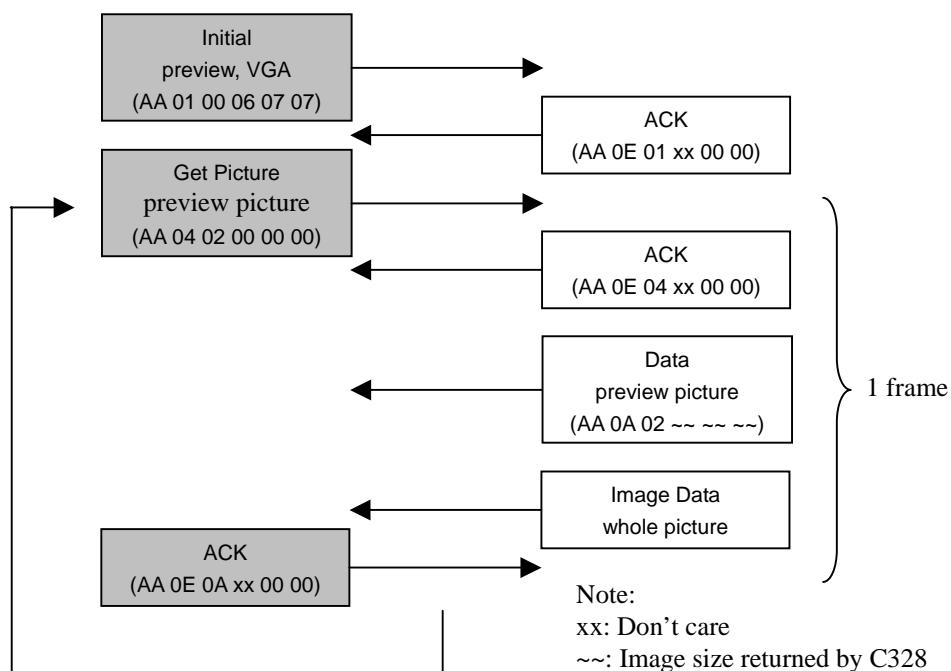 Initial
preview, VGA
(AA 01 00 06 07 07)
ACK
(AA 0E 01 xx 00 00)
Get Picture
preview picture
(AA 04 02 00 00 00)
ACK
(AA 0E 04 xx 00 00)
Data
preview picture
(AA 0A 02 ~~ ~~ ~~)
1 frame
Image Data
whole picture
ACK
(AA 0E 0A xx 00 00)
Note:
xx: Don’t care
~~: Image size returned by C328